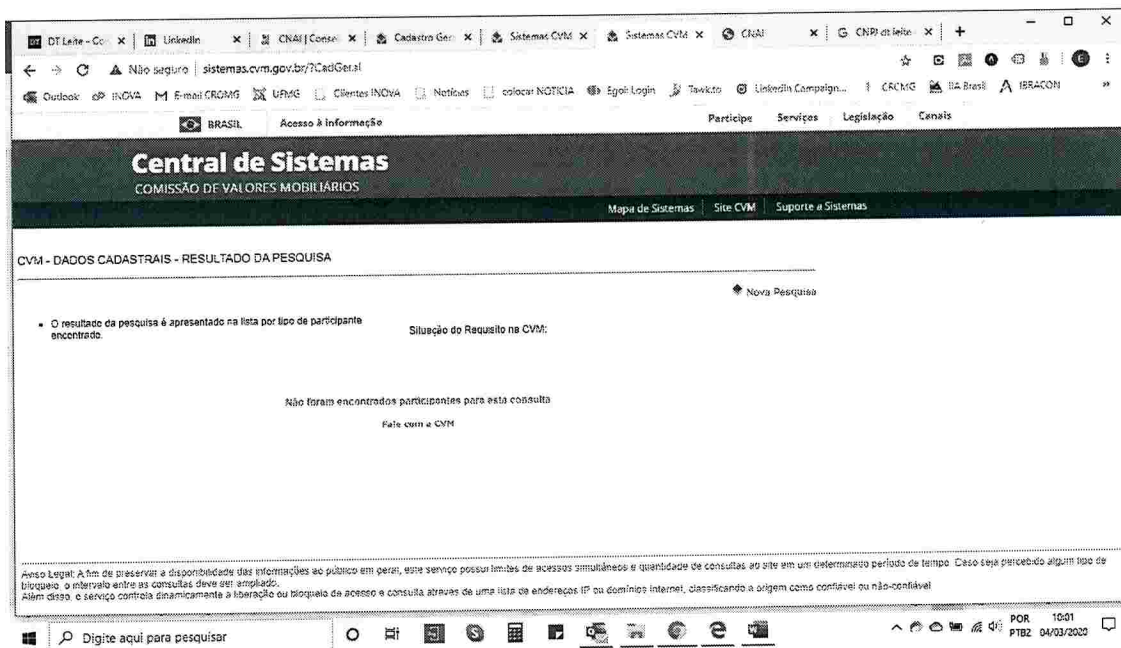 DT Leite - Co
LinkedIn
CNAI | Conse
Cadastro Ger
Sistemas CVM
Sistemas CVM
CNAI
G CNPJ dt leite
Não seguro | sistemas.cvm.gov.br/?CadGeral
Outlook
INOVA
E-mail CRCMG
UFMG
Clientes INOVA
Notícias
colocar NOTICIA
Egoi: Login
Tawk.to
LinkedIn Campaign...
CRCMG
IIA Brasil
IBRACON
BRASIL
Acesso à informação
Participe
Serviços
Legislação
Canais
Central de Sistemas
COMISSÃO DE VALORES MOBILIÁRIOS
Mapa de Sistemas | Site CVM | Suporte a Sistemas
CVM - DADOS CADASTRAIS - RESULTADO DA PESQUISA
Nova Pesquisa
• O resultado da pesquisa é apresentado na lista por tipo de participante
encontrado.
Situação do Requisito na CVM:
Não foram encontrados participantes para esta consulta
Fale com a CVM
Aviso Legal: A fim de preservar a disponibilidade das informações ao público em geral, este serviço possui limites de acessos simultâneos e quantidade de consultas ao site em um determinado período de tempo. Caso seja percebido algum tipo de
bloqueio, o intervalo entre as consultas deve ser ampliado.
Além disso, o serviço controla dinamicamente a liberação ou bloqueio de acesso e consulta através de uma lista de endereços IP ou domínios Internet, classificando a origem como confiável ou não-confiável
Digite aqui para pesquisar
POR
PTB2
10:01
04/03/2020